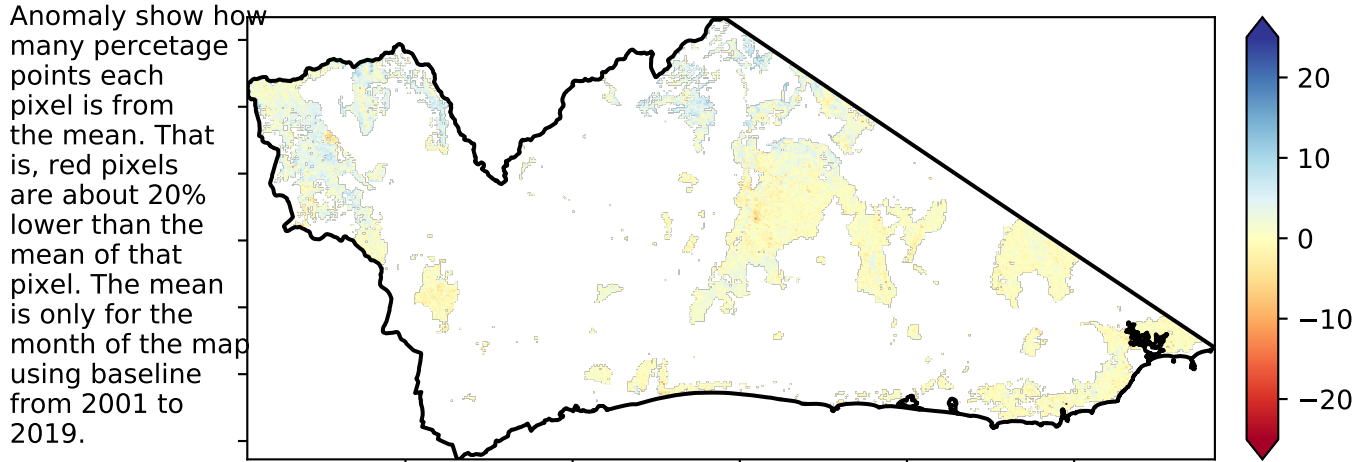 Anomaly show how
many percetage
points each
pixel is from
the mean. That
is, red pixels
are about 20%
lower than the
mean of that
pixel. The mean
is only for the
month of the map
using baseline
from 2001 to
2019.
20
10
0
−10
−20